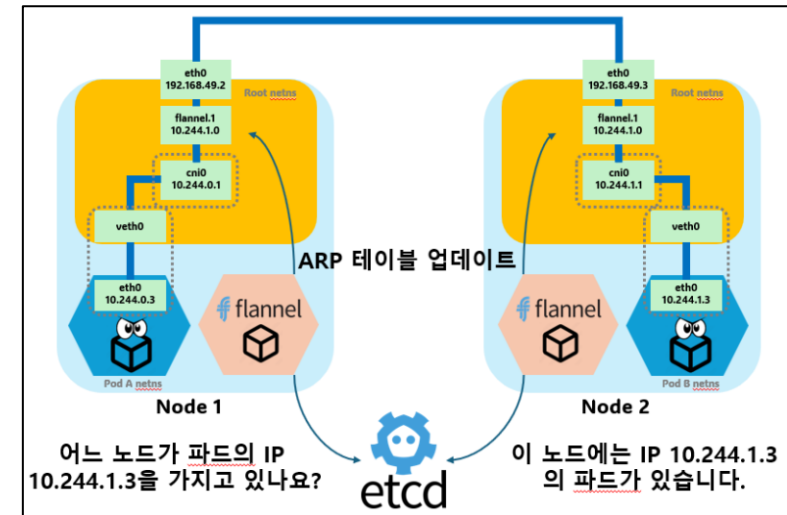 eth0
192.168.49.2
Root netns
flannel.1
10.244.1.0
cni0
10.244.0.1
veth0
eth0
10.244.0.3
Pod A netns
flannel
Node 1
eth0
192.168.49.3
Root netns
flannel.1
10.244.1.0
cni0
10.244.1.1
veth0
eth0
10.244.1.3
Pod B netns
flannel
Node 2
ARP 테이블 업데이트
어느 노드가 파드의 IP
10.244.1.3을 가지고 있나요?
etcd
이 노드에는 IP 10.244.1.3
의 파드가 있습니다.